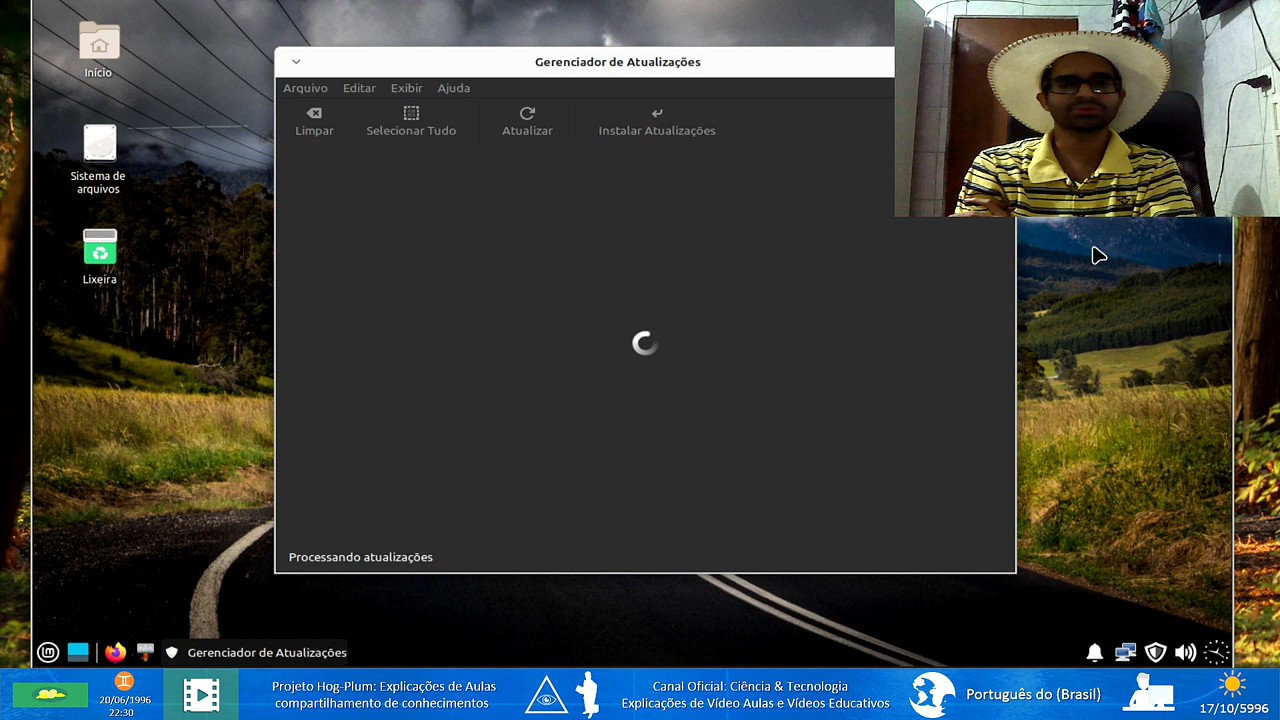 Início
Sistema de
arquivos
Lixeira
Gerenciador de Atualizações
Arquivo Editar Exibir Ajuda
Limpar Selecionar Tudo Atualizar Instalar Atualizações
Processando atualizações
Gerenciador de Atualizações
20/06/1996
22:30
Projeto Hog-Plum: Explicações de Aulas
compartilhamento de conhecimentos
Canal Oficial: Ciência & Tecnologia
Explicações de Vídeo Aulas e Vídeos Educativos
Português do (Brasil)
17/10/5996